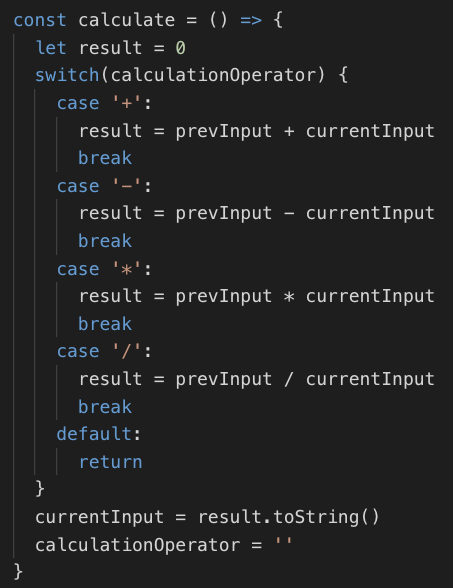 const calculate = () => {
let result = 0
switch(calculationOperator) {
case '+':
result = prevInput + currentInput
break
case '-':
result = prevInput - currentInput
break
case '*':
result = prevInput * currentInput
break
case '/':
result = prevInput / currentInput
break
default:
return
}
currentInput = result.toString()
calculationOperator = ''
}